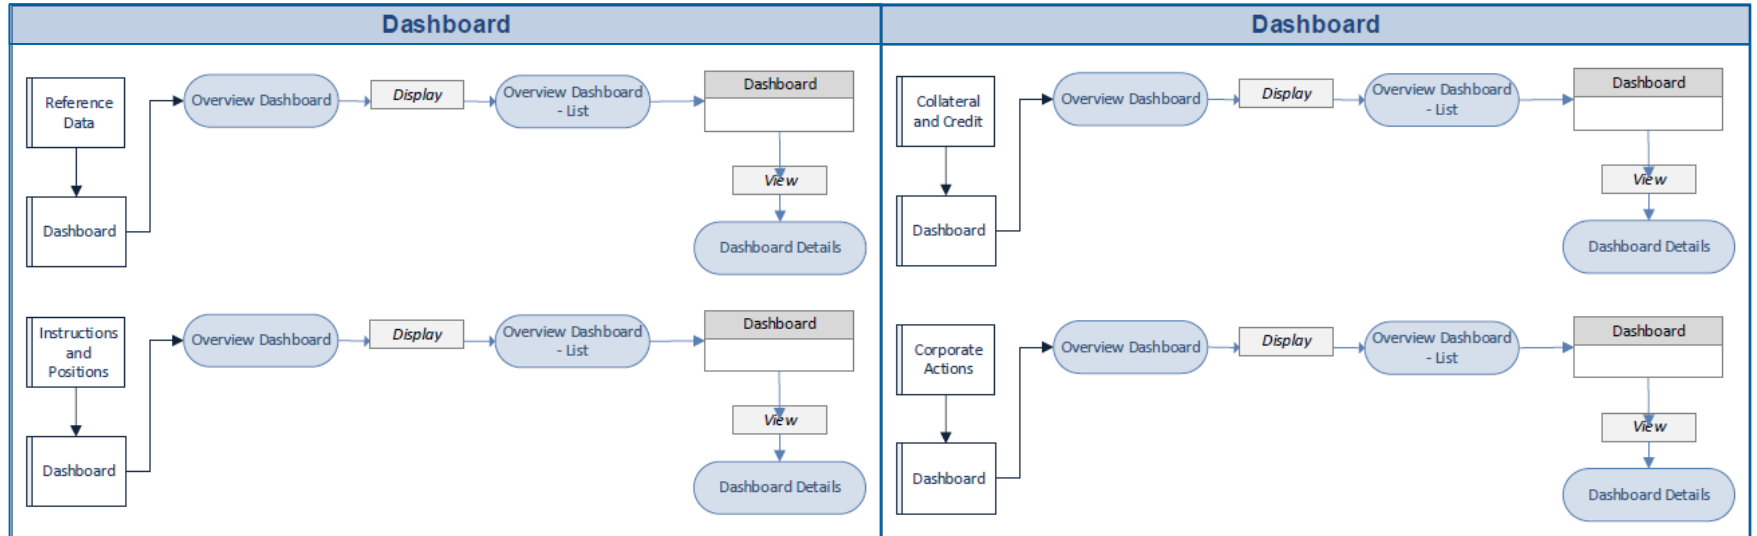 Dashboard
Reference
Data
Dashboard
Overview Dashboard
Display
Overview Dashboard
- List
Dashboard
View
Dashboard Details
Instructions
and
Positions
Dashboard
Overview Dashboard
Display
Overview Dashboard
- List
Dashboard
View
Dashboard Details
Dashboard
Collateral
and Credit
Dashboard
Overview Dashboard
Display
Overview Dashboard
- List
Dashboard
View
Dashboard Details
Corporate
Actions
Dashboard
Overview Dashboard
Display
Overview Dashboard
- List
Dashboard
View
Dashboard Details